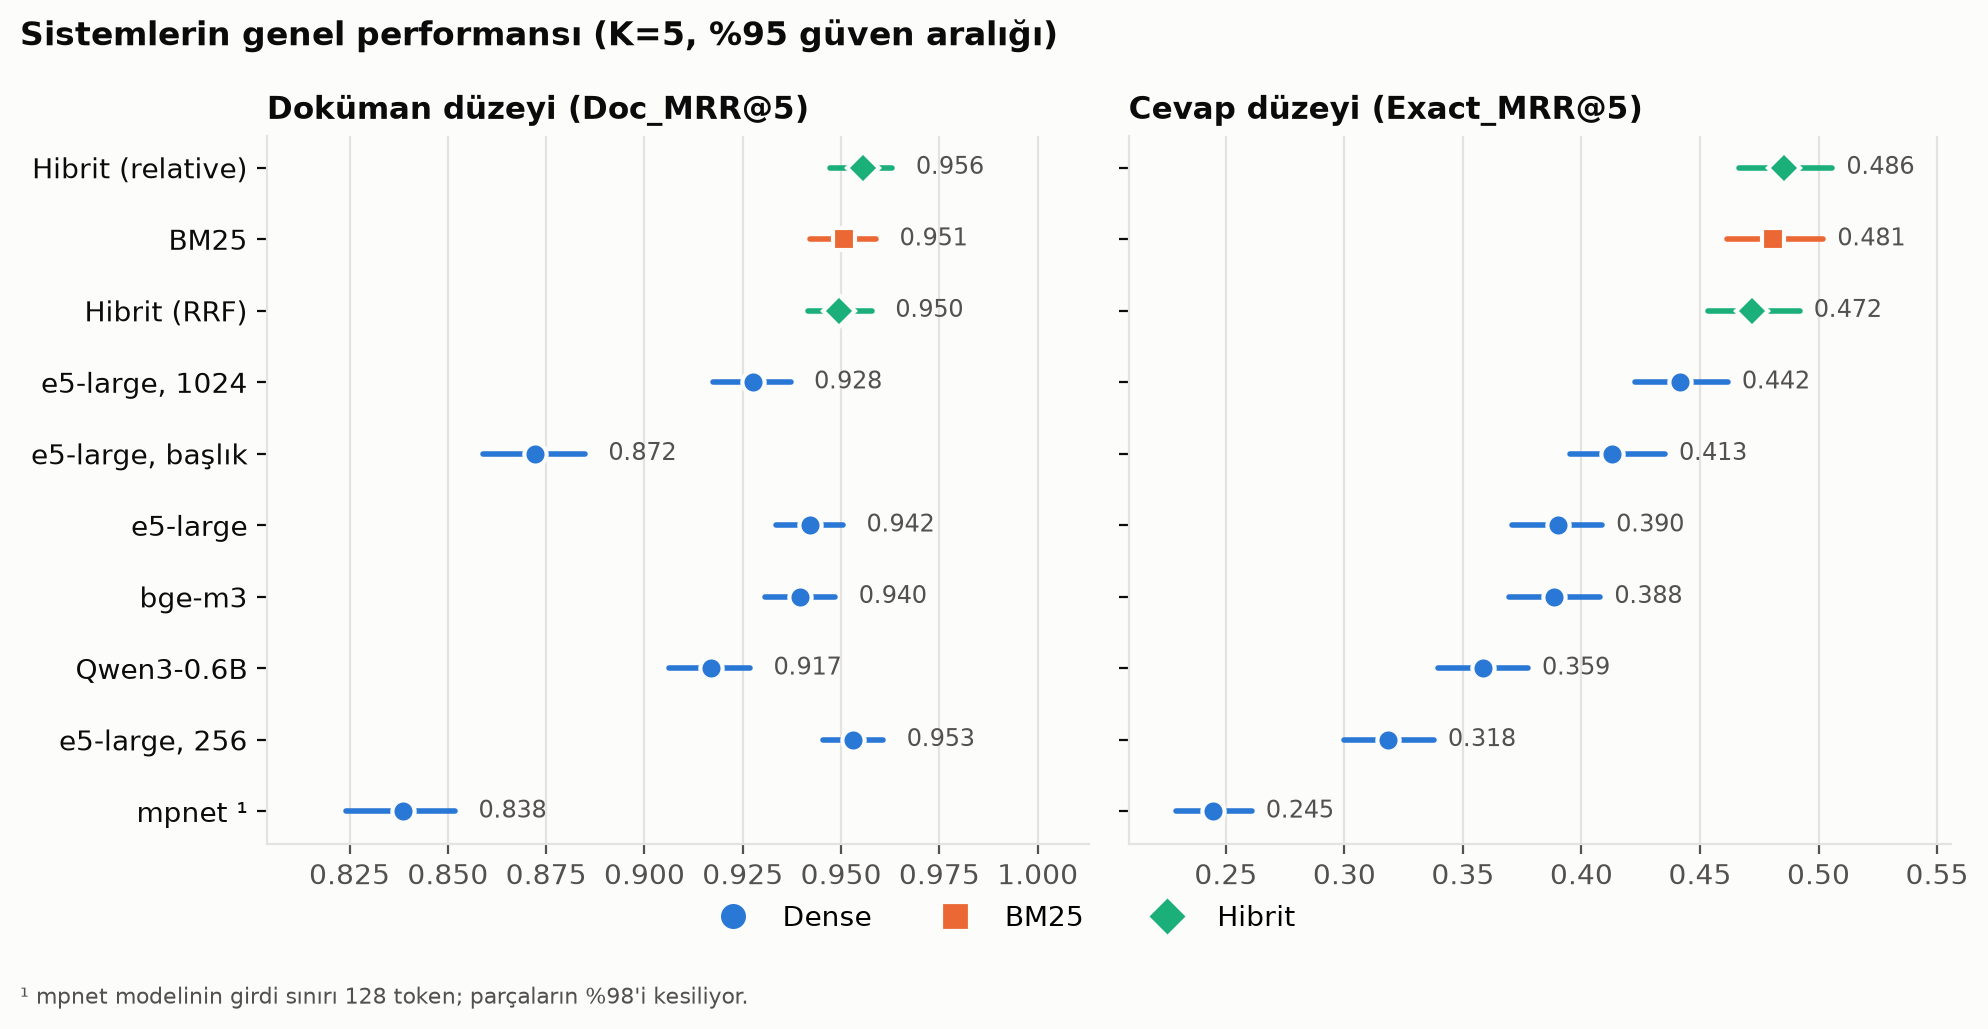 Sistemlerin genel performansı (K=5, %95 güven aralığı)
Doküman düzeyi (Doc_MRR@5)
Cevap düzeyi (Exact_MRR@5)
Hibrit (relative) 0.956 0.486
BM25 0.951 0.481
Hibrit (RRF) 0.950 0.472
e5-large, 1024 0.928 0.442
e5-large, başlık 0.872 0.413
e5-large 0.942 0.390
bge-m3 0.940 0.388
Qwen3-0.6B 0.917 0.359
e5-large, 256 0.953 0.318
mpnet ¹ 0.838 0.245
0.825 0.850 0.875 0.900 0.925 0.950 0.975 1.000
0.25 0.30 0.35 0.40 0.45 0.50 0.55
Dense BM25 Hibrit
¹ mpnet modelinin girdi sınırı 128 token; parçaların %98'i kesiliyor.